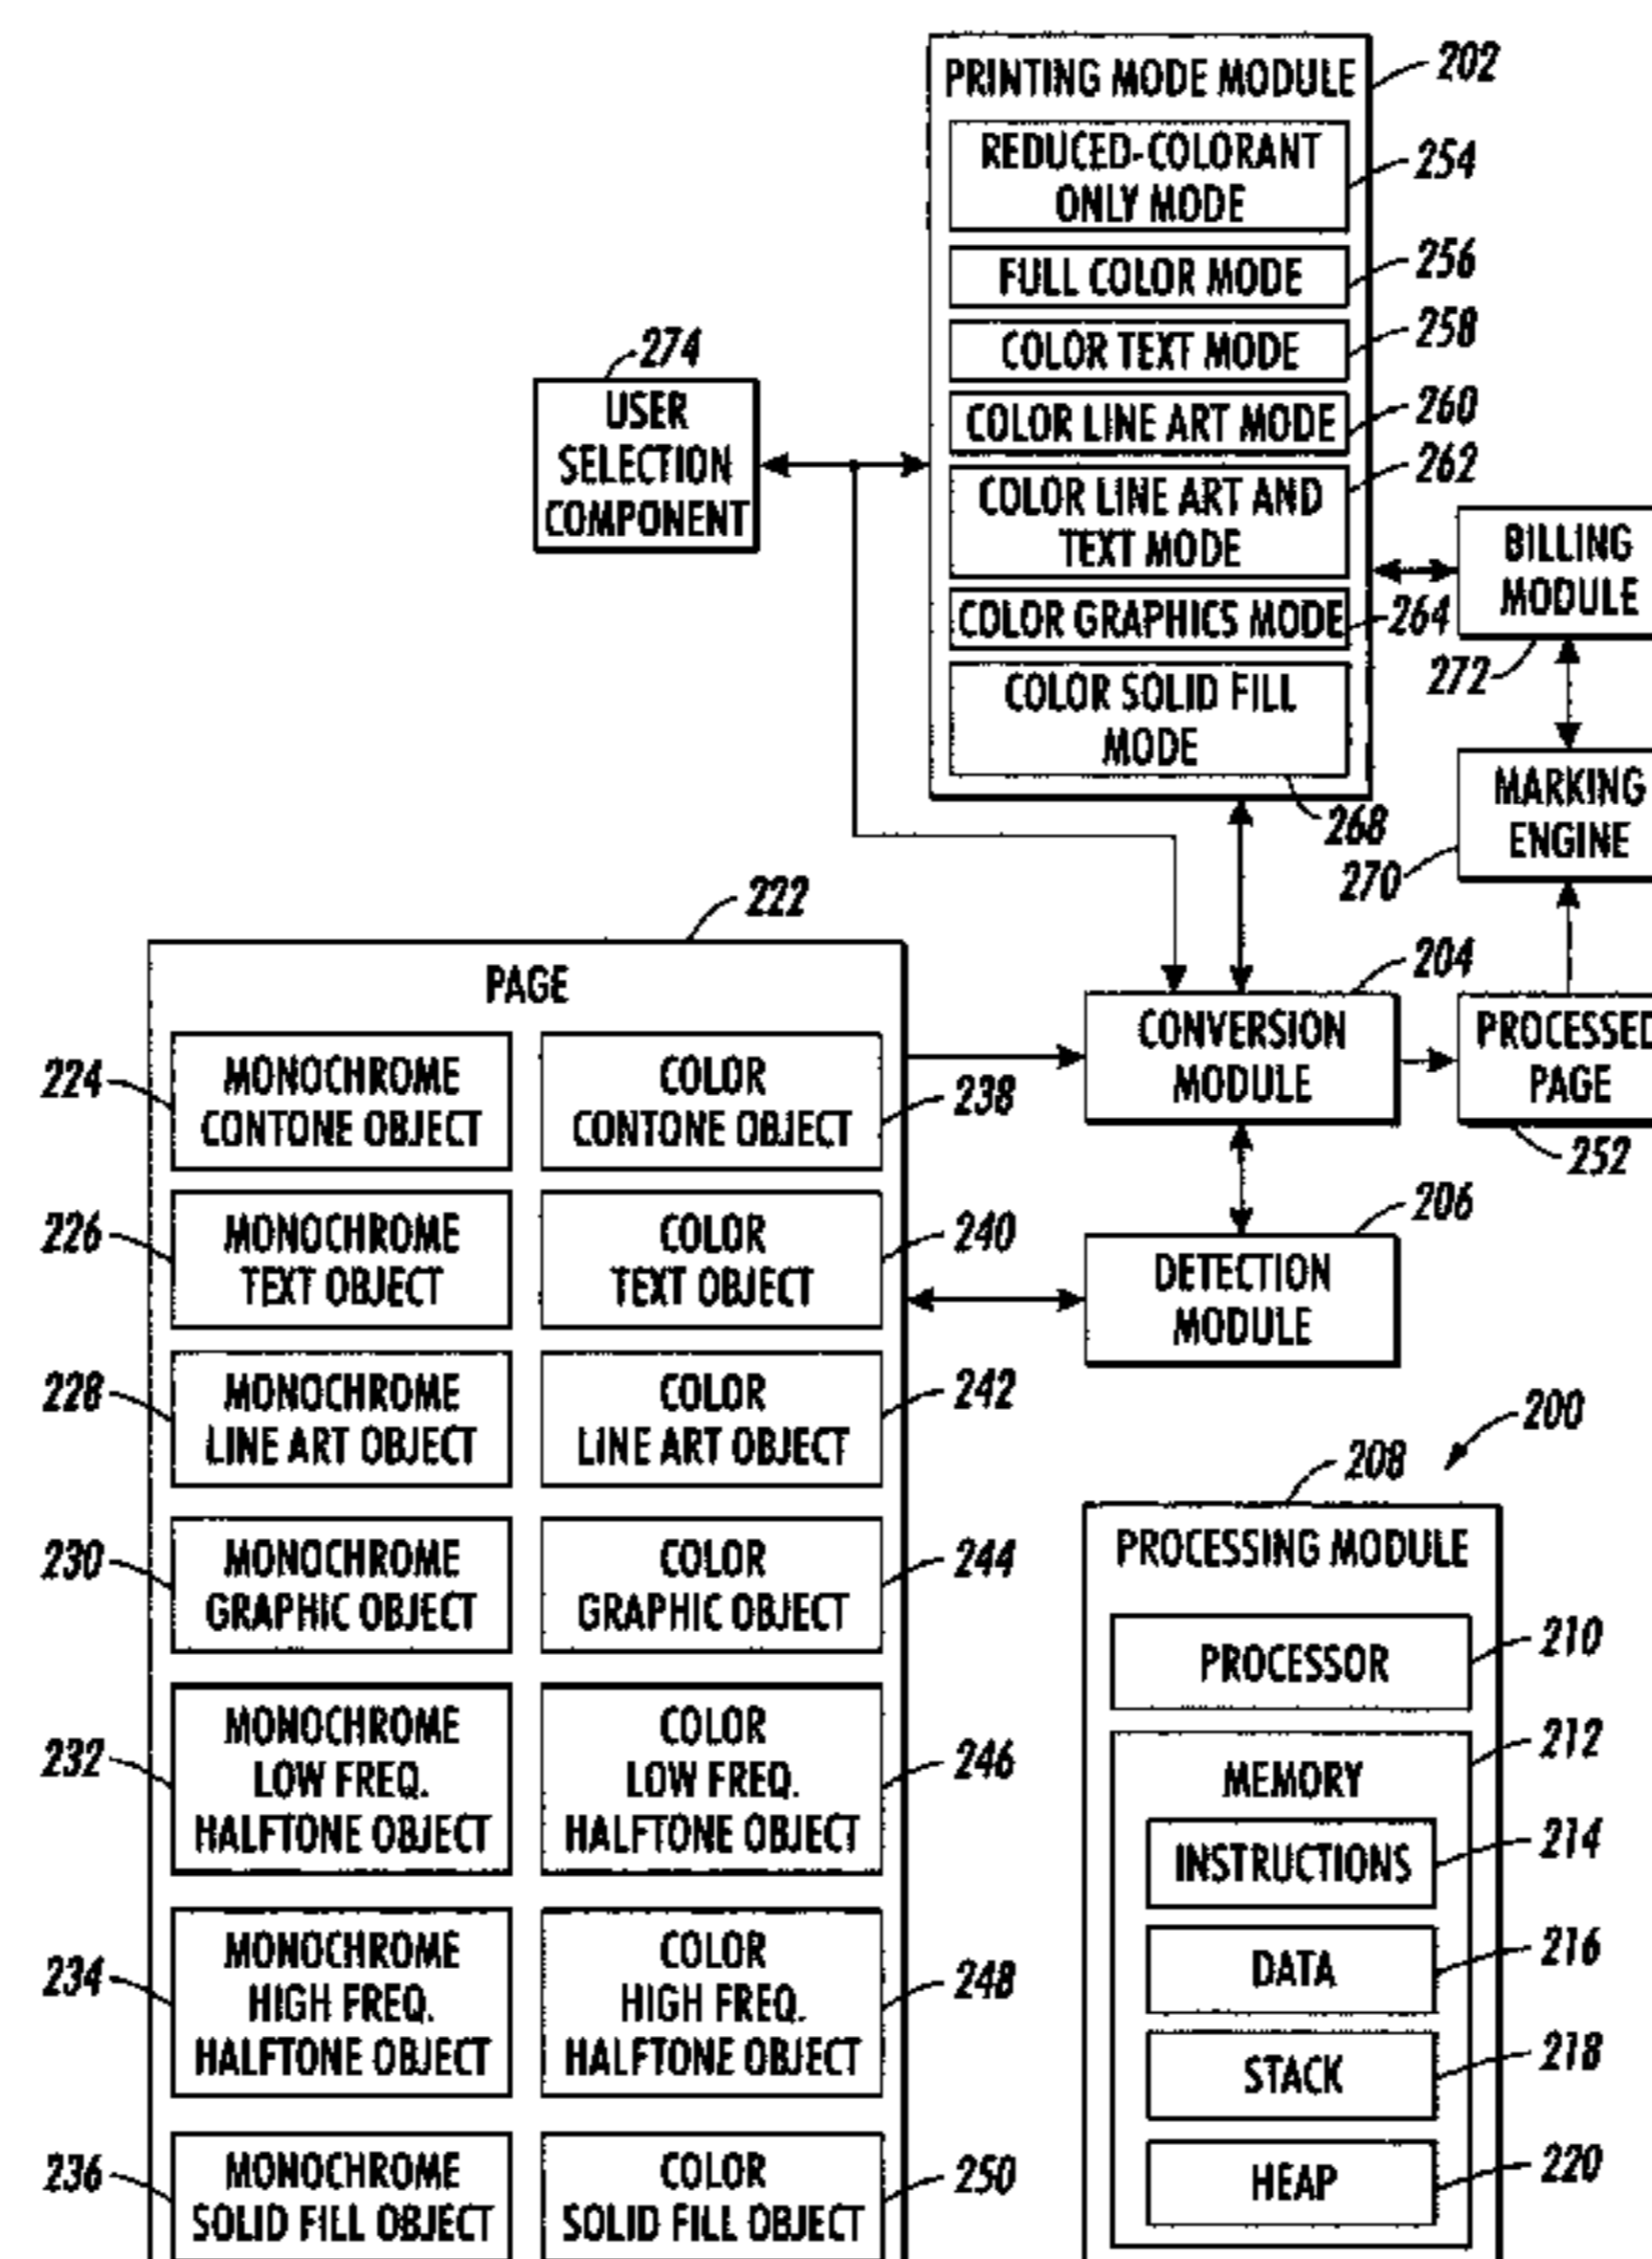 PRINTING MODE MODULE
202
REDUCED-COLORANT
ONLY MODE
254
FULL COLOR MODE
256
COLOR TEXT MODE
258
COLOR LINE ART MODE
260
COLOR LINE ART AND
TEXT MODE
262
COLOR GRAPHICS MODE
264
COLOR SOLID FILL
MODE
268
274
USER
SELECTION
COMPONENT
BILLING
MODULE
272
MARKING
ENGINE
270
222
PAGE
204
CONVERSION
MODULE
PROCESSED
PAGE
252
206
DETECTION
MODULE
224
MONOCHROME
CONTONE OBJECT
COLOR
CONTONE OBJECT
238
226
MONOCHROME
TEXT OBJECT
COLOR
TEXT OBJECT
240
228
MONOCHROME
LINE ART OBJECT
COLOR
LINE ART OBJECT
242
230
MONOCHROME
GRAPHIC OBJECT
COLOR
GRAPHIC OBJECT
244
232
MONOCHROME
LOW FREQ.
HALFTONE OBJECT
COLOR
LOW FREQ.
HALFTONE OBJECT
246
234
MONOCHROME
HIGH FREQ.
HALFTONE OBJECT
COLOR
HIGH FREQ.
HALFTONE OBJECT
248
236
MONOCHROME
SOLID FILL OBJECT
COLOR
SOLID FILL OBJECT
250
200
208
PROCESSING MODULE
PROCESSOR
210
MEMORY
212
INSTRUCTIONS
214
DATA
216
STACK
218
HEAP
220